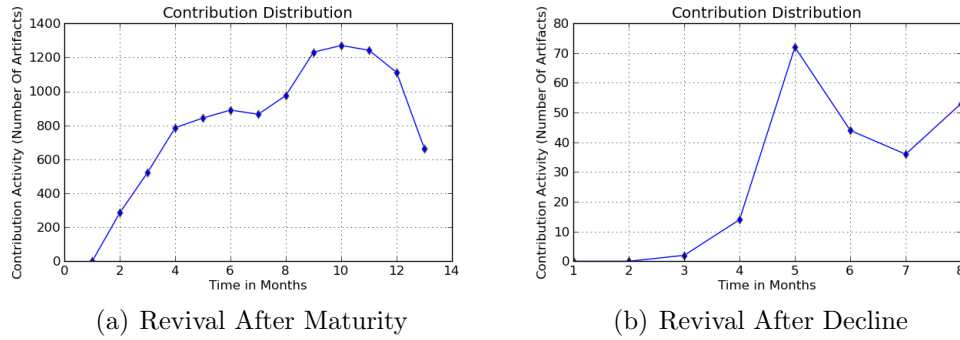 Contribution Distribution
Contribution Activity (Number Of Artifacts)
1400
1200
1000
800
600
400
200
0
0 2 4 6 8 10 12 14
Time in Months
(a) Revival After Maturity
Contribution Distribution
Contribution Activity (Number Of Artifacts)
80
70
60
50
40
30
20
10
0
1 2 3 4 5 6 7 8
Time in Months
(b) Revival After Decline